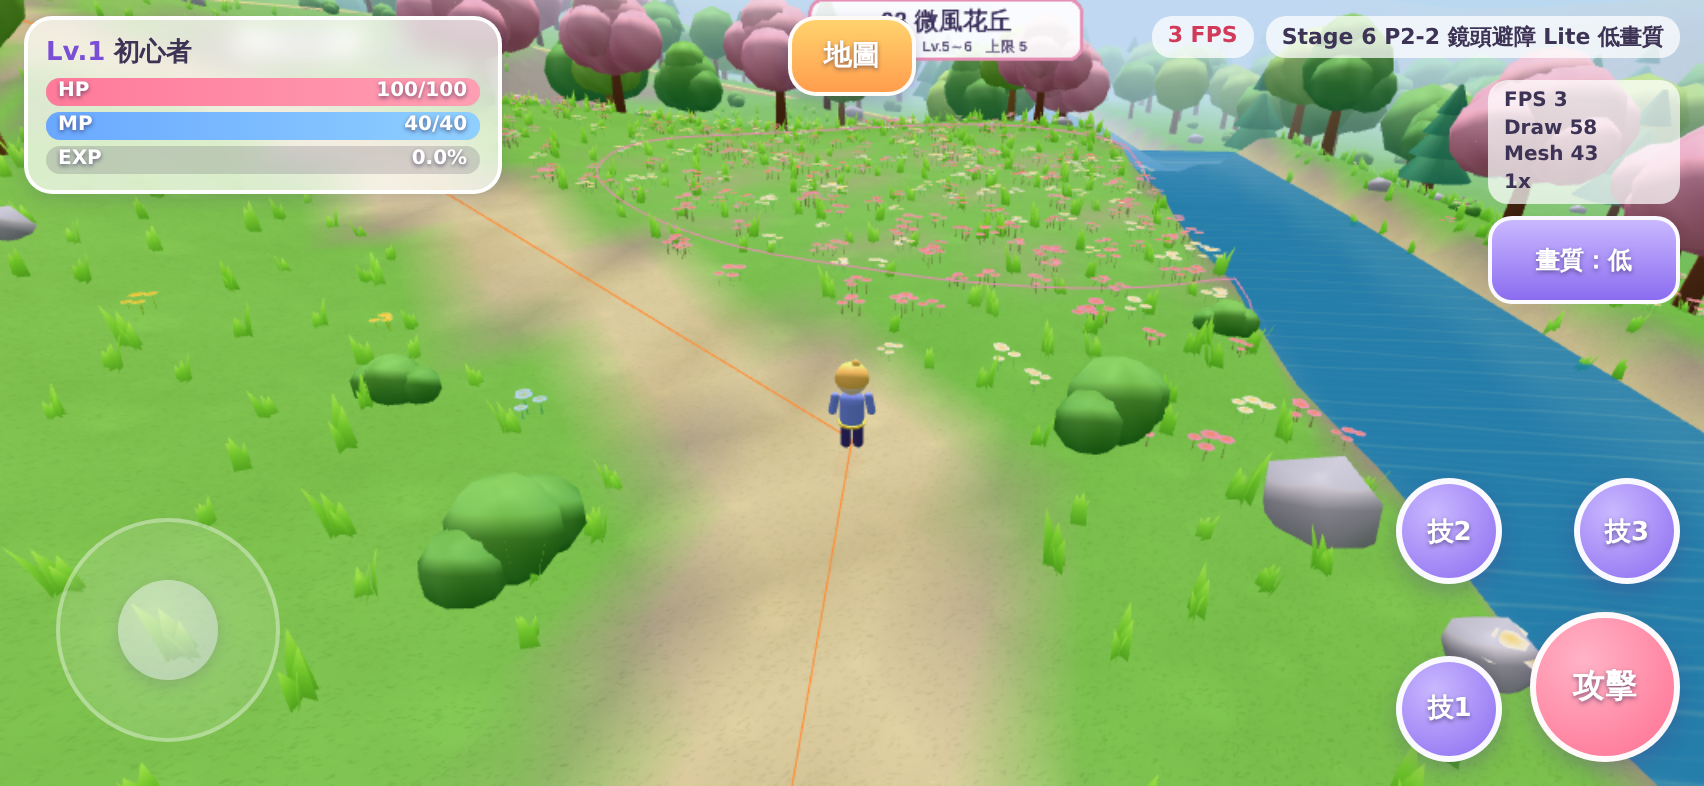 Lv.1 初心者
HP 100/100
MP 40/40
EXP 0.0%
地圖
微風花丘
Lv.5~6 上限 5
3 FPS
Stage 6 P2-2 鏡頭避障 Lite 低畫質
FPS 3
Draw 58
Mesh 43
1x
畫質：低
技2
技3
技1
攻擊